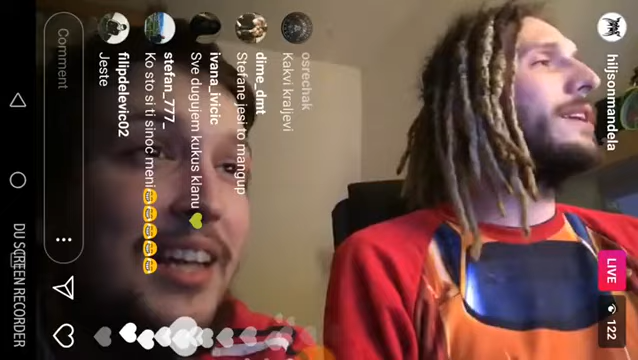 hiljsonmandela
LIVE
122
osrechak
Kakvi kraljevi
dime_dmt
Stefane jesi to mangup
ivana_ivicic
Sve dugujem kukus klanu 💚
stefan_777_
Ko sto si ti sinoc meni😂😂😂😂😂
filipdelevic02
Jeste
Comment
DU SCREEN RECORDER